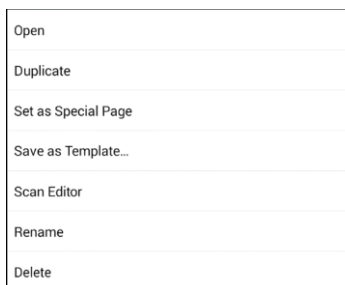 Open
Duplicate
Set as Special Page
Save as Template...
Scan Editor
Rename
Delete